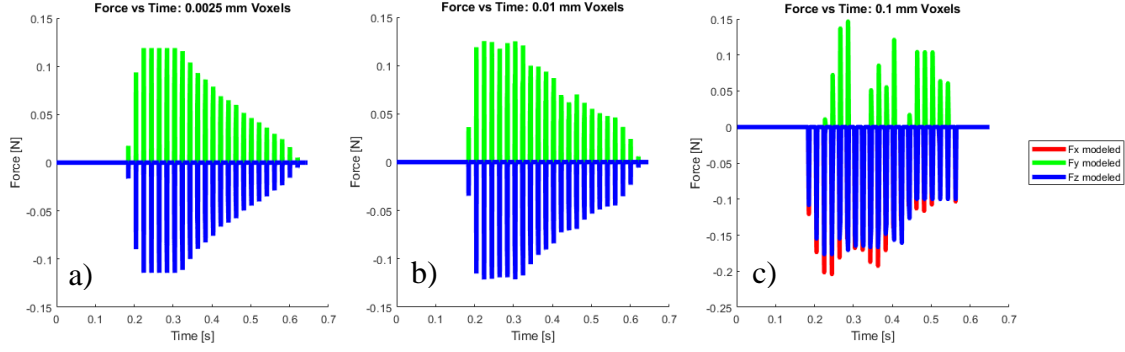 Force vs Time: 0.0025 mm Voxels
0.15
0.1
0.05
0
-0.05
-0.1
-0.15
Force [N]
a)
0 0.1 0.2 0.3 0.4 0.5 0.6 0.7
Time [s]
Force vs Time: 0.01 mm Voxels
0.15
0.1
0.05
0
-0.05
-0.1
-0.15
Force [N]
b)
0 0.1 0.2 0.3 0.4 0.5 0.6 0.7
Time [s]
Force vs Time: 0.1 mm Voxels
0.15
0.1
0.05
0
-0.05
-0.1
-0.15
-0.2
-0.25
Force [N]
c)
0 0.1 0.2 0.3 0.4 0.5 0.6 0.7
Time [s]
Fx modeled
Fy modeled
Fz modeled